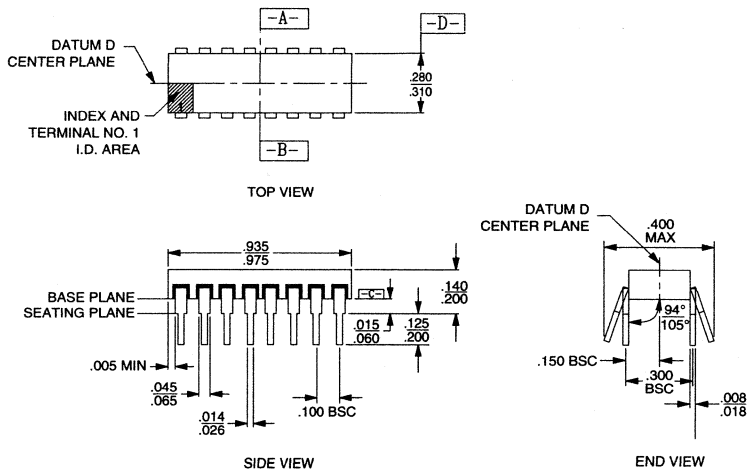 -A-
-D-
DATUM D
CENTER PLANE
.280
.310
INDEX AND
TERMINAL NO. 1
I.D. AREA
1
-B-
TOP VIEW
DATUM D
CENTER PLANE
.400
MAX
.935
.975
BASE PLANE
SEATING PLANE
-C-
.140
.200
.015
.060
.125
.200
94°
105°
.005 MIN
.150 BSC
.045
.065
.300
BSC
.014
.026
.100 BSC
.008
.018
SIDE VIEW
END VIEW